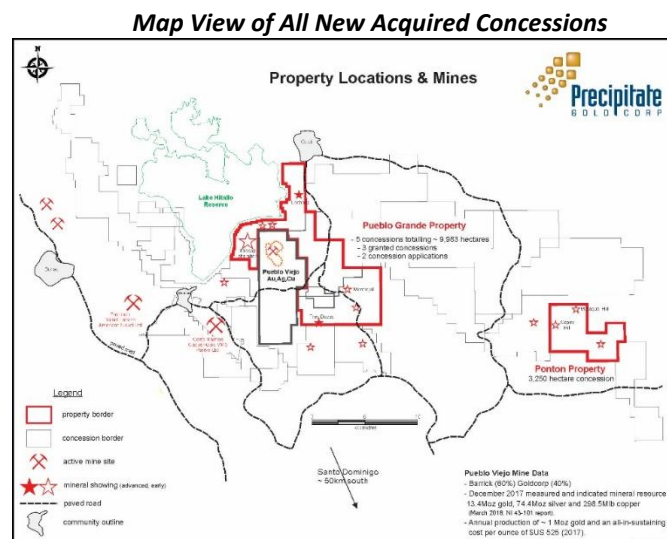 Map View of All New Acquired Concessions
N
Property Locations & Mines
Precipitate
GOLD CORP
Lake Hatillo
Reserve
Pueblo Grande Property
- 5 concessions totalling ~ 9,983 hectares
- 3 granted concessions
- 2 concession applications
Pueblo Viejo
Au,Ag,Cu
Ponton Property
3,250 hectare concession
paved road
Legend
property border
concession border
active mine site
mineral showing (advanced, early)
paved road
community outline
Santo Dominigo
~ 50km south
Pueblo Viejo Mine Data
- Barrick (60%) Goldcorp (40%)
- December 2017 measured and indicated mineral resource
13.4Moz gold, 74.4Moz silver and 298.5Mlb copper
(March 2018, NI 43-101 report).
- Annual production of ~ 1 Moz gold and an all-in-sustaining
cost per ounce of $US 525 (2017).